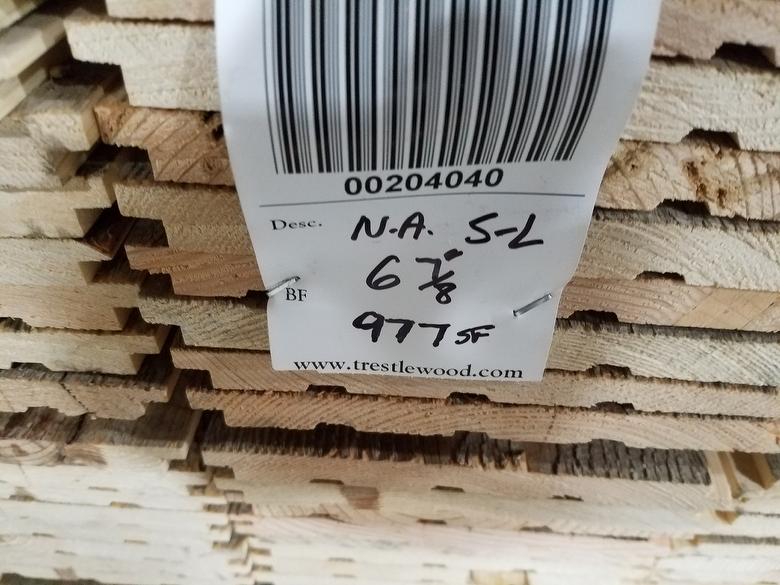 00204040
Desc. N.A. S-L
6 7/8"
BF
977 SF
www.trestlewood.com